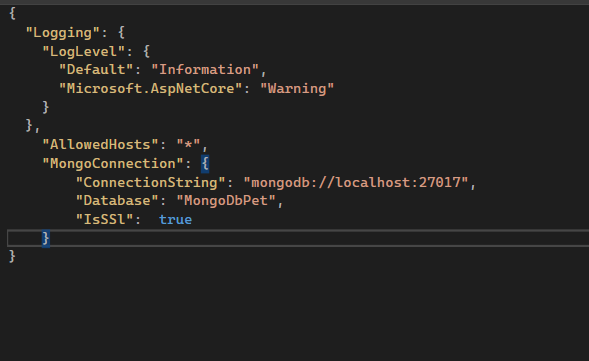 {
  "Logging": {
    "LogLevel": {
      "Default": "Information",
      "Microsoft.AspNetCore": "Warning"
    }
  },
    "AllowedHosts": "*",
    "MongoConnection": {
        "ConnectionString": "mongodb://localhost:27017",
        "Database": "MongoDbPet",
        "IsSSl":  true
    }
}